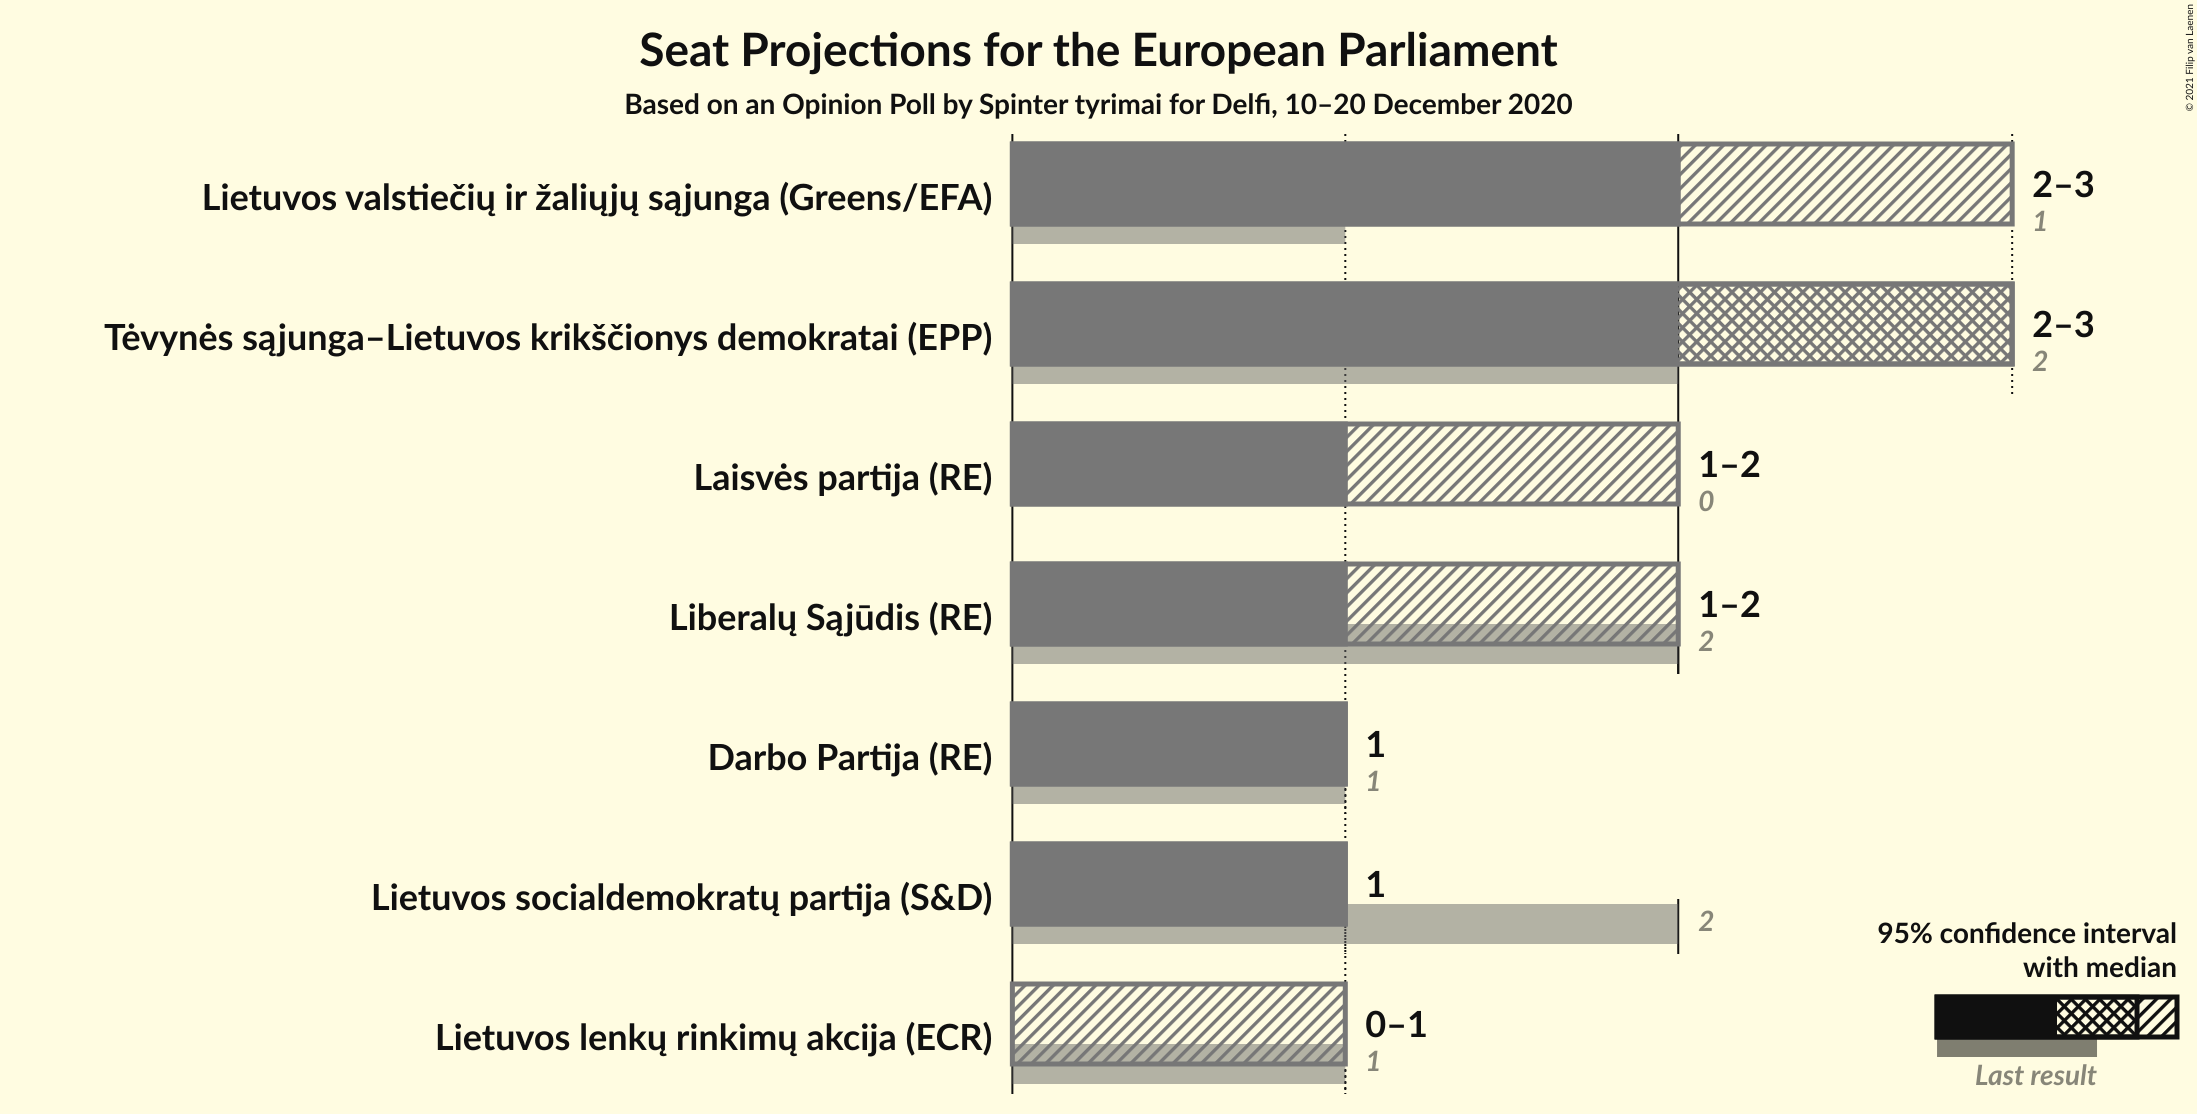 Seat Projections for the European Parliament
Based on an Opinion Poll by Spinter tyrimai for Delfi, 10–20 December 2020
© 2021 Filip van Laenen
Lietuvos valstiečių ir žaliųjų sąjunga (Greens/EFA)
2–3
1
Tėvynės sąjunga–Lietuvos krikščionys demokratai (EPP)
2–3
2
Laisvės partija (RE)
1–2
0
Liberalų Sąjūdis (RE)
1–2
2
Darbo Partija (RE)
1
1
Lietuvos socialdemokratų partija (S&D)
1
2
Lietuvos lenkų rinkimų akcija (ECR)
0–1
1
95% confidence interval
with median
Last result